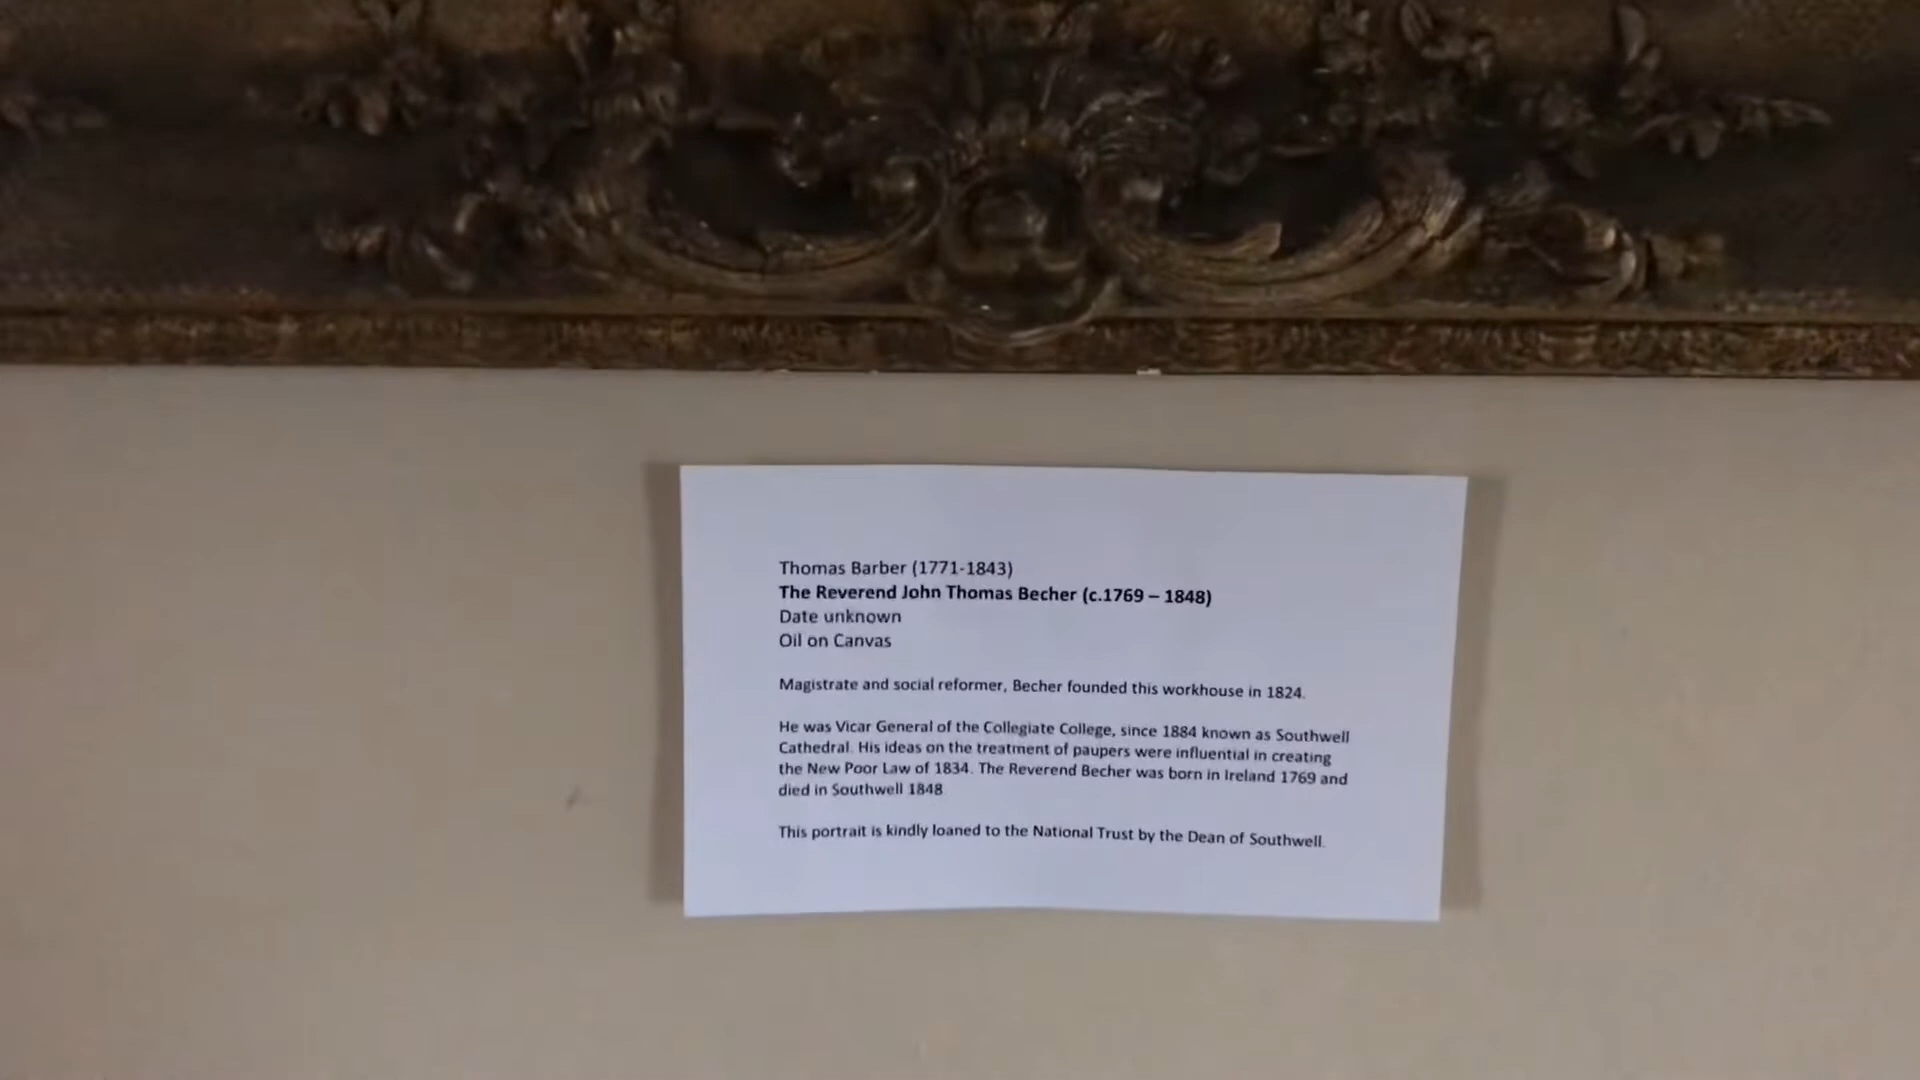 Thomas Barber (1771-1843)
The Reverend John Thomas Becher (c.1769 – 1848)
Date unknown
Oil on Canvas
Magistrate and social reformer, Becher founded this workhouse in 1824.
He was Vicar General of the Collegiate College, since 1884 known as Southwell
Cathedral. His ideas on the treatment of paupers were influential in creating
the New Poor Law of 1834. The Reverend Becher was born in Ireland 1769 and
died in Southwell 1848
This portrait is kindly loaned to the National Trust by the Dean of Southwell.